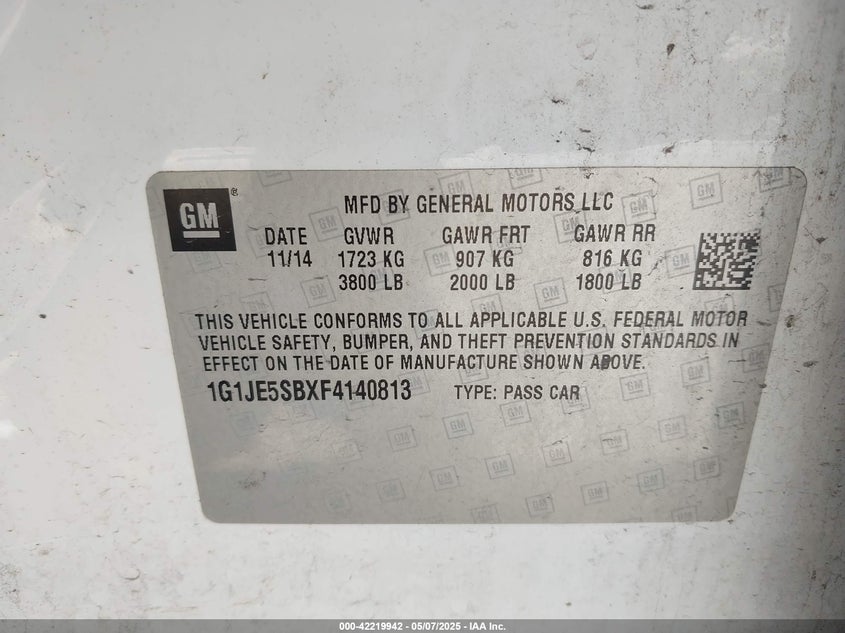 GM
MFD BY GENERAL MOTORS LLC
DATE GVWR GAWR FRT GAWR RR
11/14 1723 KG 907 KG 816 KG
3800 LB 2000 LB 1800 LB
THIS VEHICLE CONFORMS TO ALL APPLICABLE U.S. FEDERAL MOTOR
VEHICLE SAFETY, BUMPER, AND THEFT PREVENTION STANDARDS IN
EFFECT ON THE DATE OF MANUFACTURE SHOWN ABOVE.
1G1JE5SBXF4140813 TYPE: PASS CAR
000-42219942 - 05/07/2025 - IAA Inc.